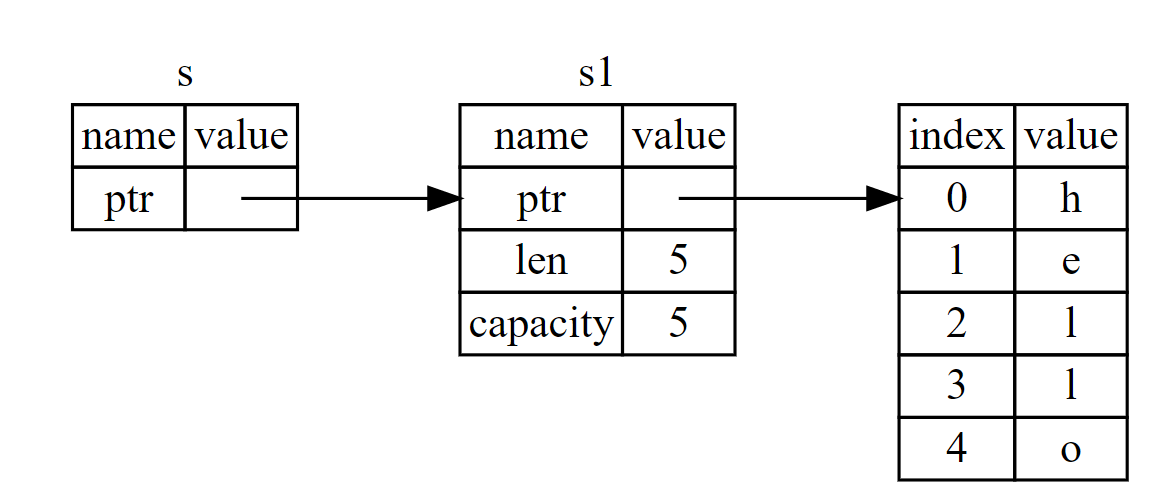 s
name value
ptr
s1
name value
ptr
len 5
capacity 5
index value
0 h
1 e
2 l
3 l
4 o